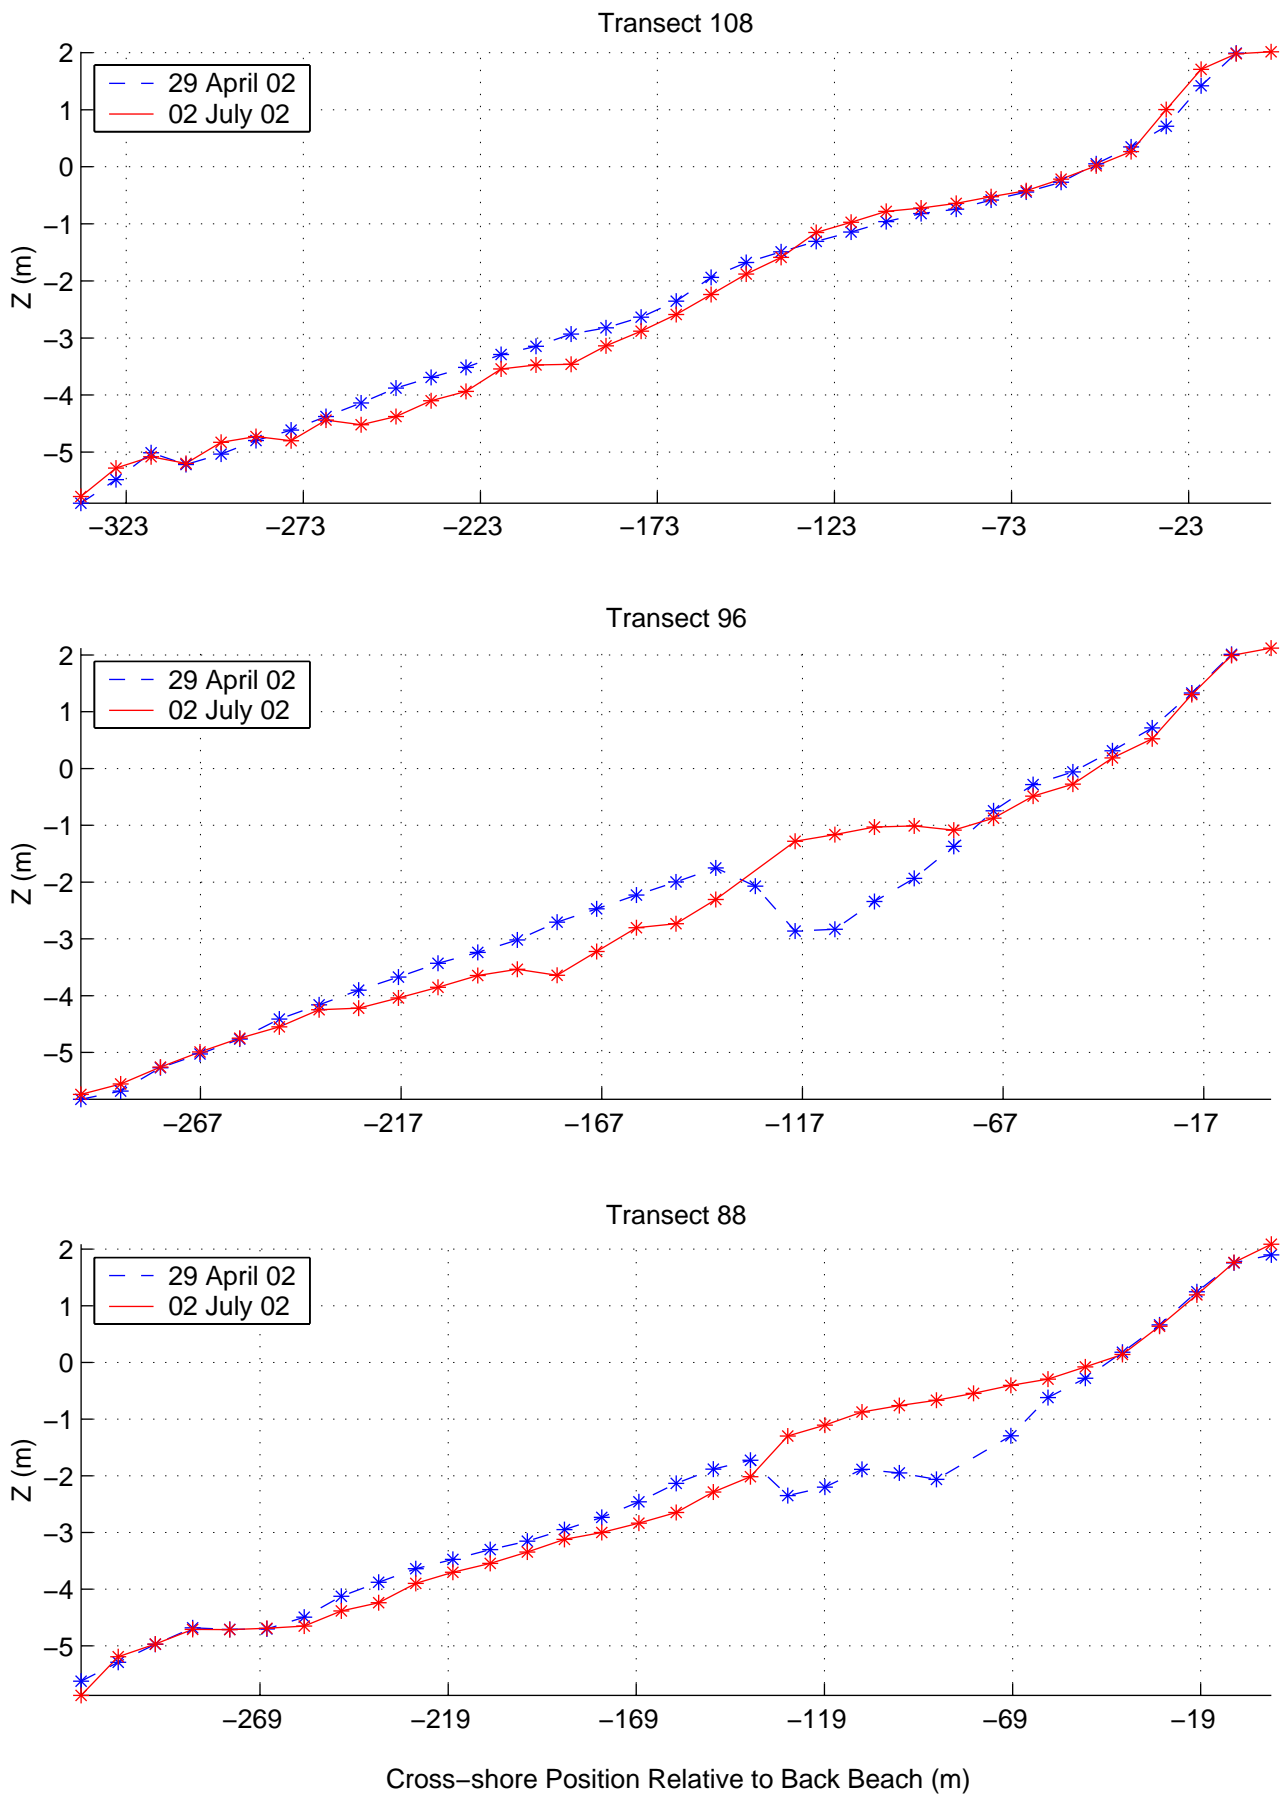 Transect 108
2
1
0
−1
−2
−3
−4
−5
Z (m)
29 April 02
02 July 02
−323 −273 −223 −173 −123 −73 −23
Transect 96
2
1
0
−1
−2
−3
−4
−5
Z (m)
29 April 02
02 July 02
−267 −217 −167 −117 −67 −17
Transect 88
2
1
0
−1
−2
−3
−4
−5
Z (m)
29 April 02
02 July 02
−269 −219 −169 −119 −69 −19
Cross−shore Position Relative to Back Beach (m)